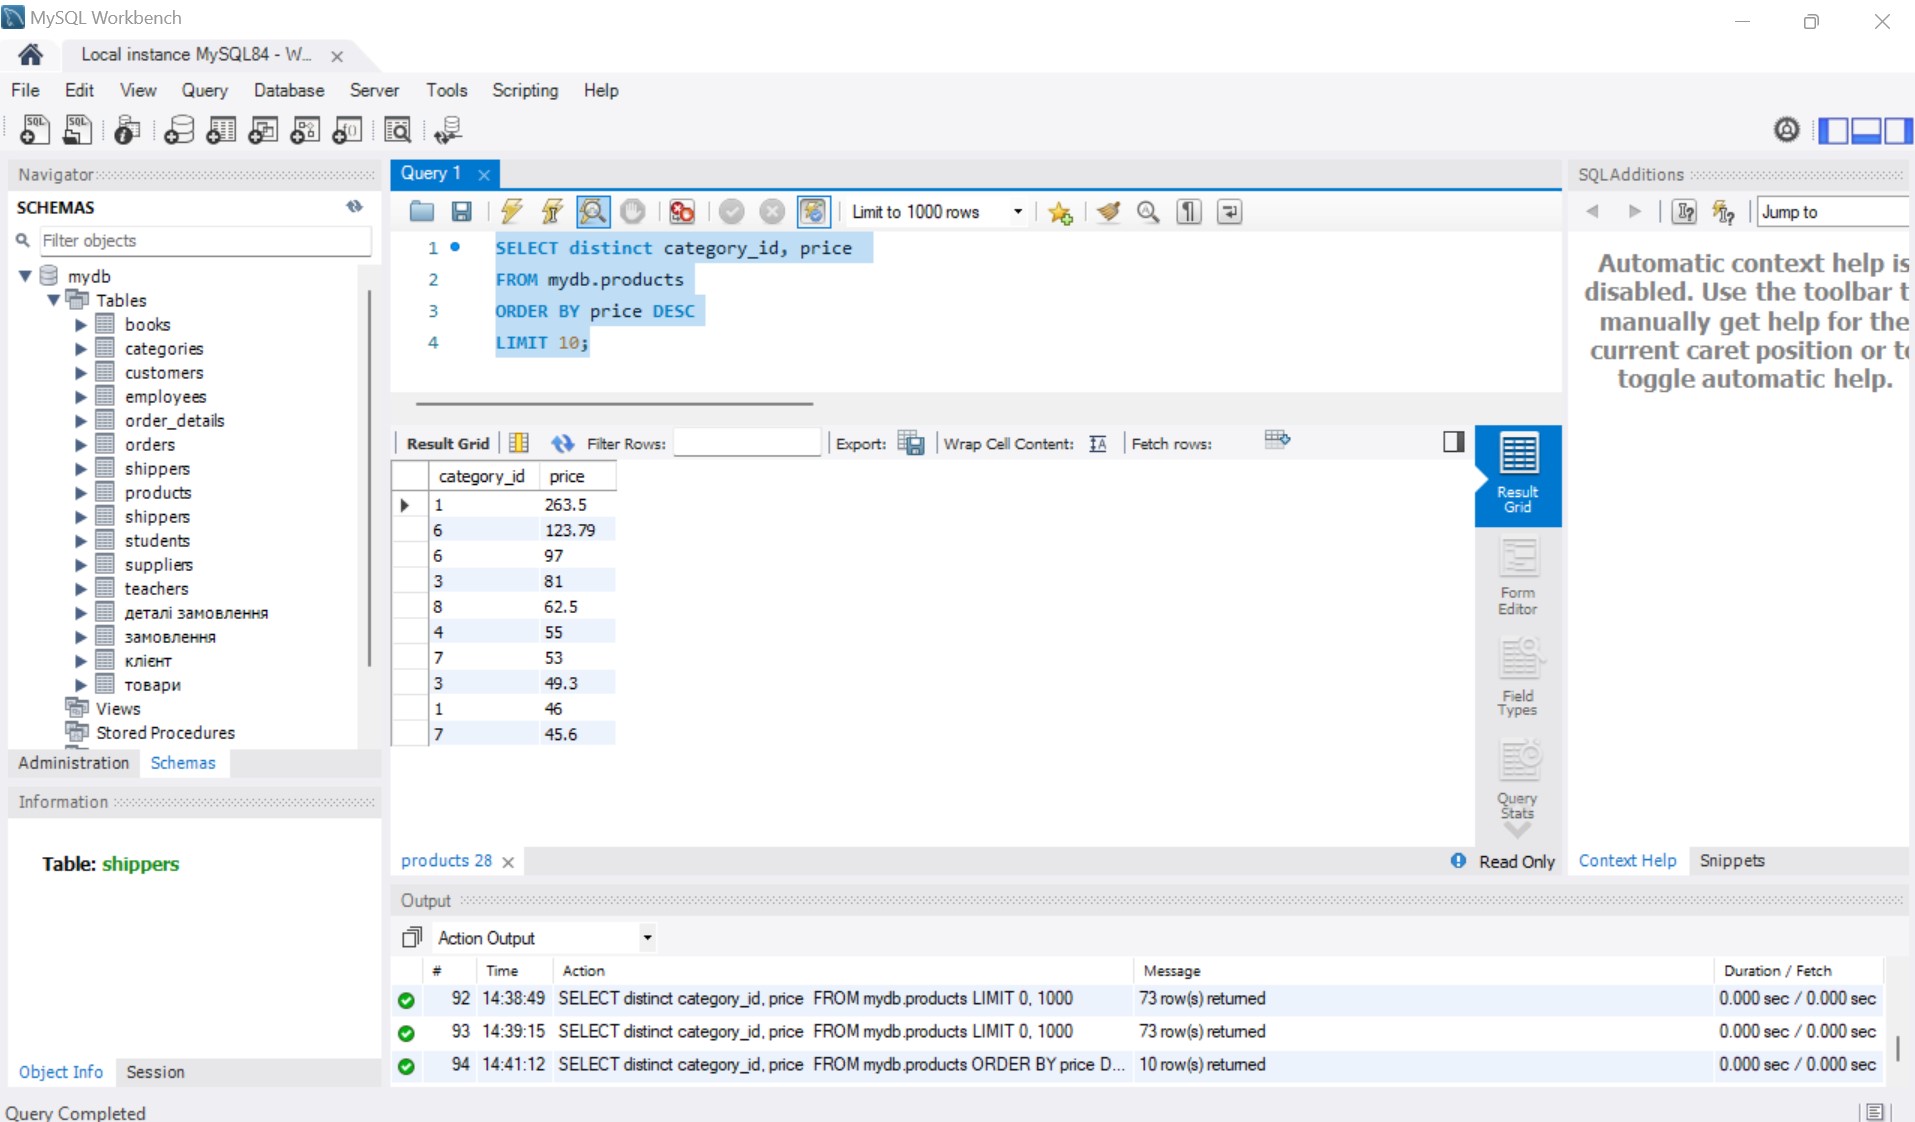 MySQL Workbench
Local instance MySQL84 - W...
File Edit View Query Database Server Tools Scripting Help
Navigator
SCHEMAS
Filter objects
mydb
Tables
books
categories
customers
employees
order_details
orders
shippers
products
shippers
students
suppliers
teachers
деталі замовлення
замовлення
клієнт
товари
Views
Stored Procedures
Administration Schemas
Information
Table: shippers
Object Info Session
Query 1
Limit to 1000 rows
1 SELECT distinct category_id, price
2 FROM mydb.products
3 ORDER BY price DESC
4 LIMIT 10;
Result Grid Filter Rows: Export: Wrap Cell Content: Fetch rows:
category_id price
1 263.5
6 123.79
6 97
3 81
8 62.5
4 55
7 53
3 49.3
1 46
7 45.6
Result Grid
Form Editor
Field Types
Query Stats
products 28
Read Only
SQLAdditions
Jump to
Automatic context help is
disabled. Use the toolbar t
manually get help for the
current caret position or to
toggle automatic help.
Context Help Snippets
Output
Action Output
# Time Action Message Duration / Fetch
92 14:38:49 SELECT distinct category_id, price FROM mydb.products LIMIT 0, 1000 73 row(s) returned 0.000 sec / 0.000 sec
93 14:39:15 SELECT distinct category_id, price FROM mydb.products LIMIT 0, 1000 73 row(s) returned 0.000 sec / 0.000 sec
94 14:41:12 SELECT distinct category_id, price FROM mydb.products ORDER BY price D... 10 row(s) returned 0.000 sec / 0.000 sec
Query Completed